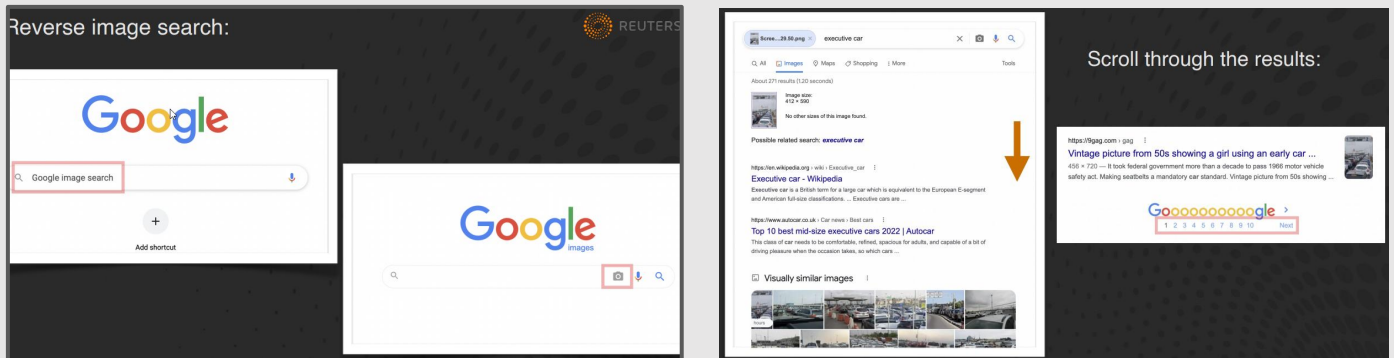 Reverse image search:
REUTERS
Google
Google image search
+
Add shortcut
Google
images
Scree...29.50.png
executive car
All
Images
Maps
Shopping
More
Tools
About 271 results (1.20 seconds)
Image size:
412 × 590
No other sizes of this image found.
Possible related search: executive car
https://en.wikipedia.org › wiki › Executive_car
Executive car - Wikipedia
Executive car is a British term for a large car which is equivalent to the European E-segment
and American full-size classifications. ... Executive cars are ...
https://www.autocar.co.uk › Car news › Best cars
Top 10 best mid-size executive cars 2022 | Autocar
This class of car needs to be comfortable, refined, spacious for adults, and capable of a bit of
driving pleasure when the occasion takes, so which cars ...
Visually similar images
Scroll through the results:
https://9gag.com › gag
Vintage picture from 50s showing a girl using an early car ...
456 × 720 — It took federal government more than a decade to pass 1966 motor vehicle
safety act. Making seatbelts a mandatory car standard. Vintage picture from 50s showing ...
Goooooooooogle >
1 2 3 4 5 6 7 8 9 10 Next